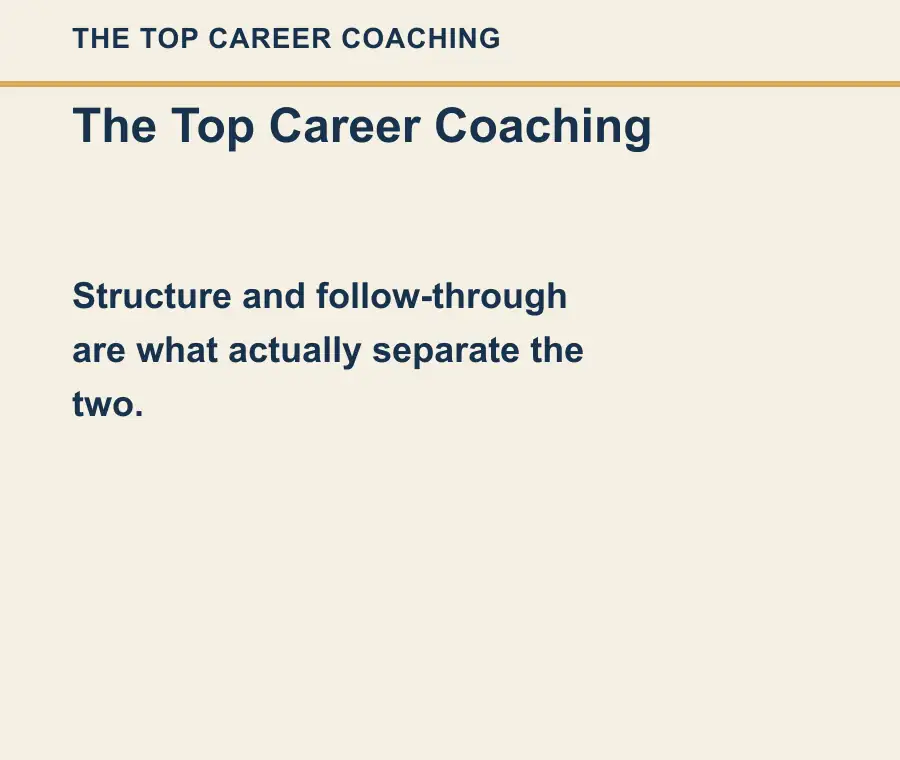 THE TOP CAREER COACHING
The Top Career Coaching
Structure and follow-through
are what actually separate the
two.